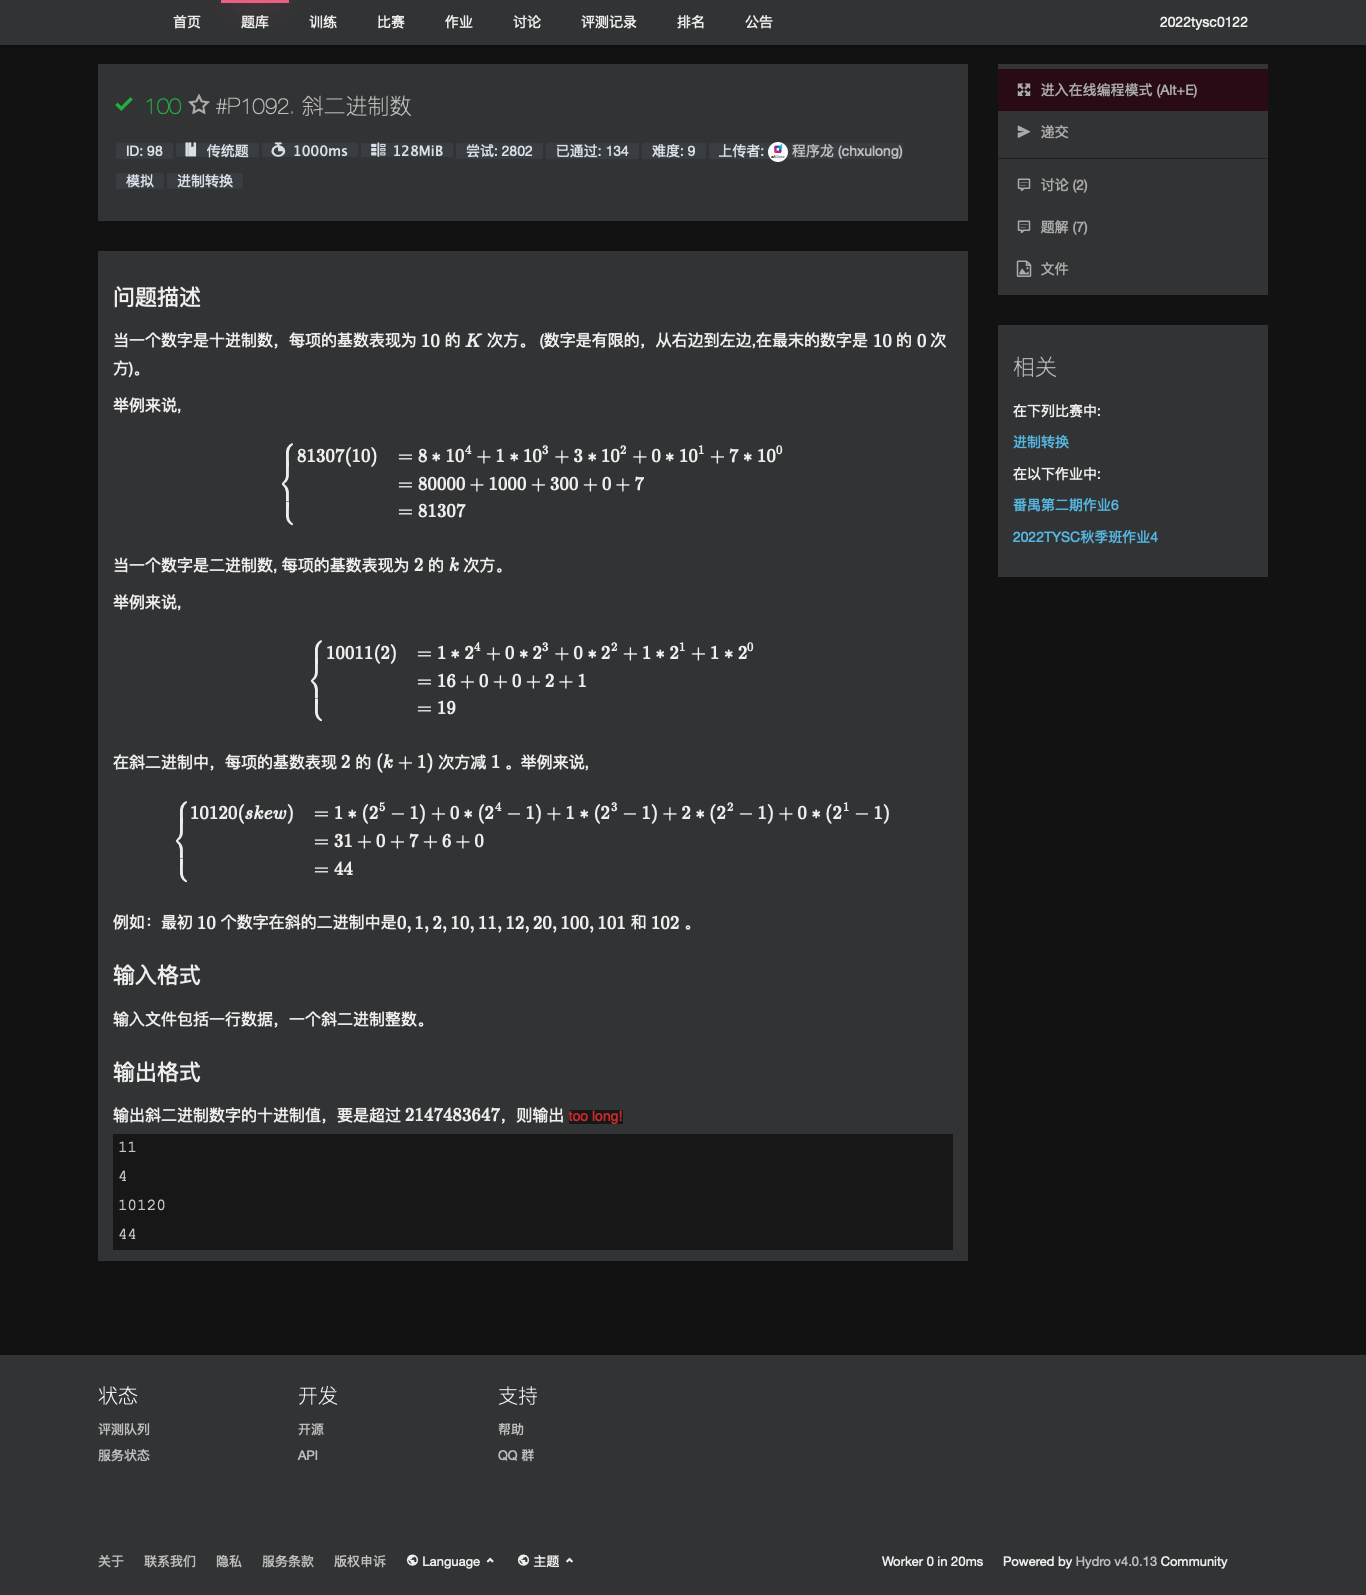 首页 题库 训练 比赛 作业 讨论 评测记录 排名 公告 2022tysc0122
100 #P1092. 斜二进制数
ID: 98 传统题 1000ms 128MiB 尝试: 2802 已通过: 134 难度: 9 上传者: 程序龙 (chxulong)
模拟 进制转换
问题描述
当一个数字是十进制数，每项的基数表现为 10 的 K 次方。 (数字是有限的，从右边到左边,在最末的数字是 10 的 0 次
方)。
举例来说,
81307(10) = 8 * 10^4 + 1 * 10^3 + 3 * 10^2 + 0 * 10^1 + 7 * 10^0
= 80000 + 1000 + 300 + 0 + 7
= 81307
当一个数字是二进制数, 每项的基数表现为 2 的 k 次方。
举例来说,
10011(2) = 1 * 2^4 + 0 * 2^3 + 0 * 2^2 + 1 * 2^1 + 1 * 2^0
= 16 + 0 + 0 + 2 + 1
= 19
在斜二进制中，每项的基数表现 2 的 (k + 1) 次方减 1 。举例来说,
10120(skew) = 1 * (2^5 − 1) + 0 * (2^4 − 1) + 1 * (2^3 − 1) + 2 * (2^2 − 1) + 0 * (2^1 − 1)
= 31 + 0 + 7 + 6 + 0
= 44
例如：最初 10 个数字在斜的二进制中是0, 1, 2, 10, 11, 12, 20, 100, 101 和 102 。
输入格式
输入文件包括一行数据，一个斜二进制整数。
输出格式
输出斜二进制数字的十进制值，要是超过 2147483647，则输出 too long!
11
4
10120
44
进入在线编程模式 (Alt+E)
递交
讨论 (2)
题解 (7)
文件
相关
在下列比赛中:
进制转换
在以下作业中:
番禺第二期作业6
2022TYSC秋季班作业4
状态 开发 支持
评测队列 开源 帮助
服务状态 API QQ 群
关于 联系我们 隐私 服务条款 版权申诉 Language 主题 Worker 0 in 20ms Powered by Hydro v4.0.13 Community